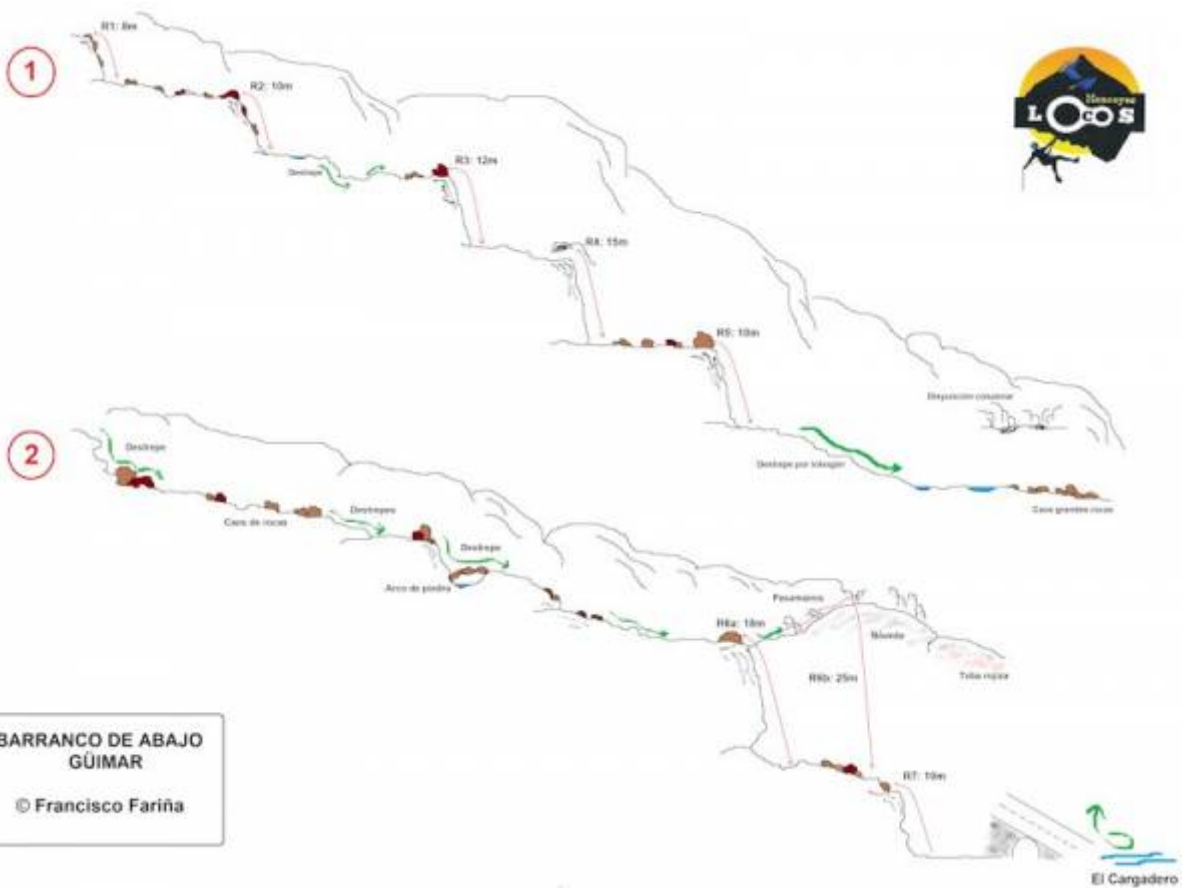 1
R1: 8m
R2: 10m
Destrepe
R3: 12m
R4: 15m
R5: 10m
Disposición columnar
Destrepe por tobogán
Caos grandes rocas
Moncayos
LOCOS
2
Destrepe
Caos de rocas
Destrepes
Destrepe
Arco de piedra
Pasamanos
R6a: 18m
R6b: 25m
Toba rojiza
R7: 10m
BARRANCO DE ABAJO
GÜIMAR
© Francisco Fariña
El Cargadero